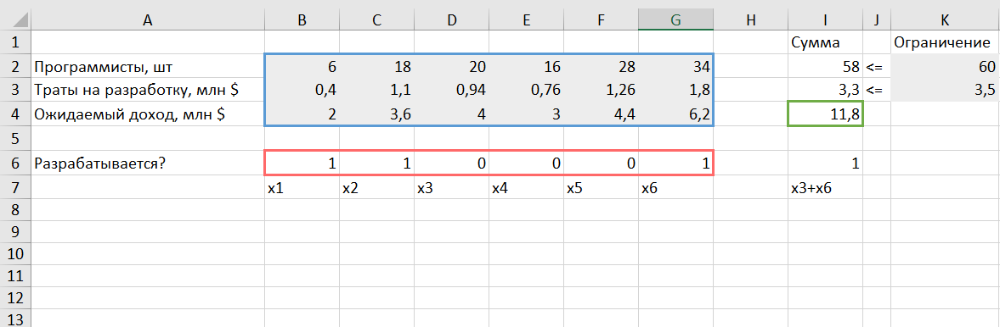 A B C D E F G H I J K
1 Сумма Ограничение
2 Программисты, шт 6 18 20 16 28 34 58 <= 60
3 Траты на разработку, млн $ 0,4 1,1 0,94 0,76 1,26 1,8 3,3 <= 3,5
4 Ожидаемый доход, млн $ 2 3,6 4 3 4,4 6,2 11,8
5
6 Разрабатывается? 1 1 0 0 0 1 1
7 x1 x2 x3 x4 x5 x6 x3+x6
8
9
10
11
12
13